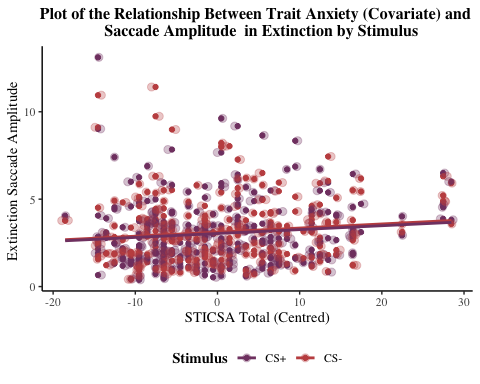 Plot of the Relationship Between Trait Anxiety (Covariate) and
Saccade Amplitude in Extinction by Stimulus
Extinction Saccade Amplitude
10
5
0
-20
-10
0
10
20
30
STICSA Total (Centred)
Stimulus
CS+
CS-